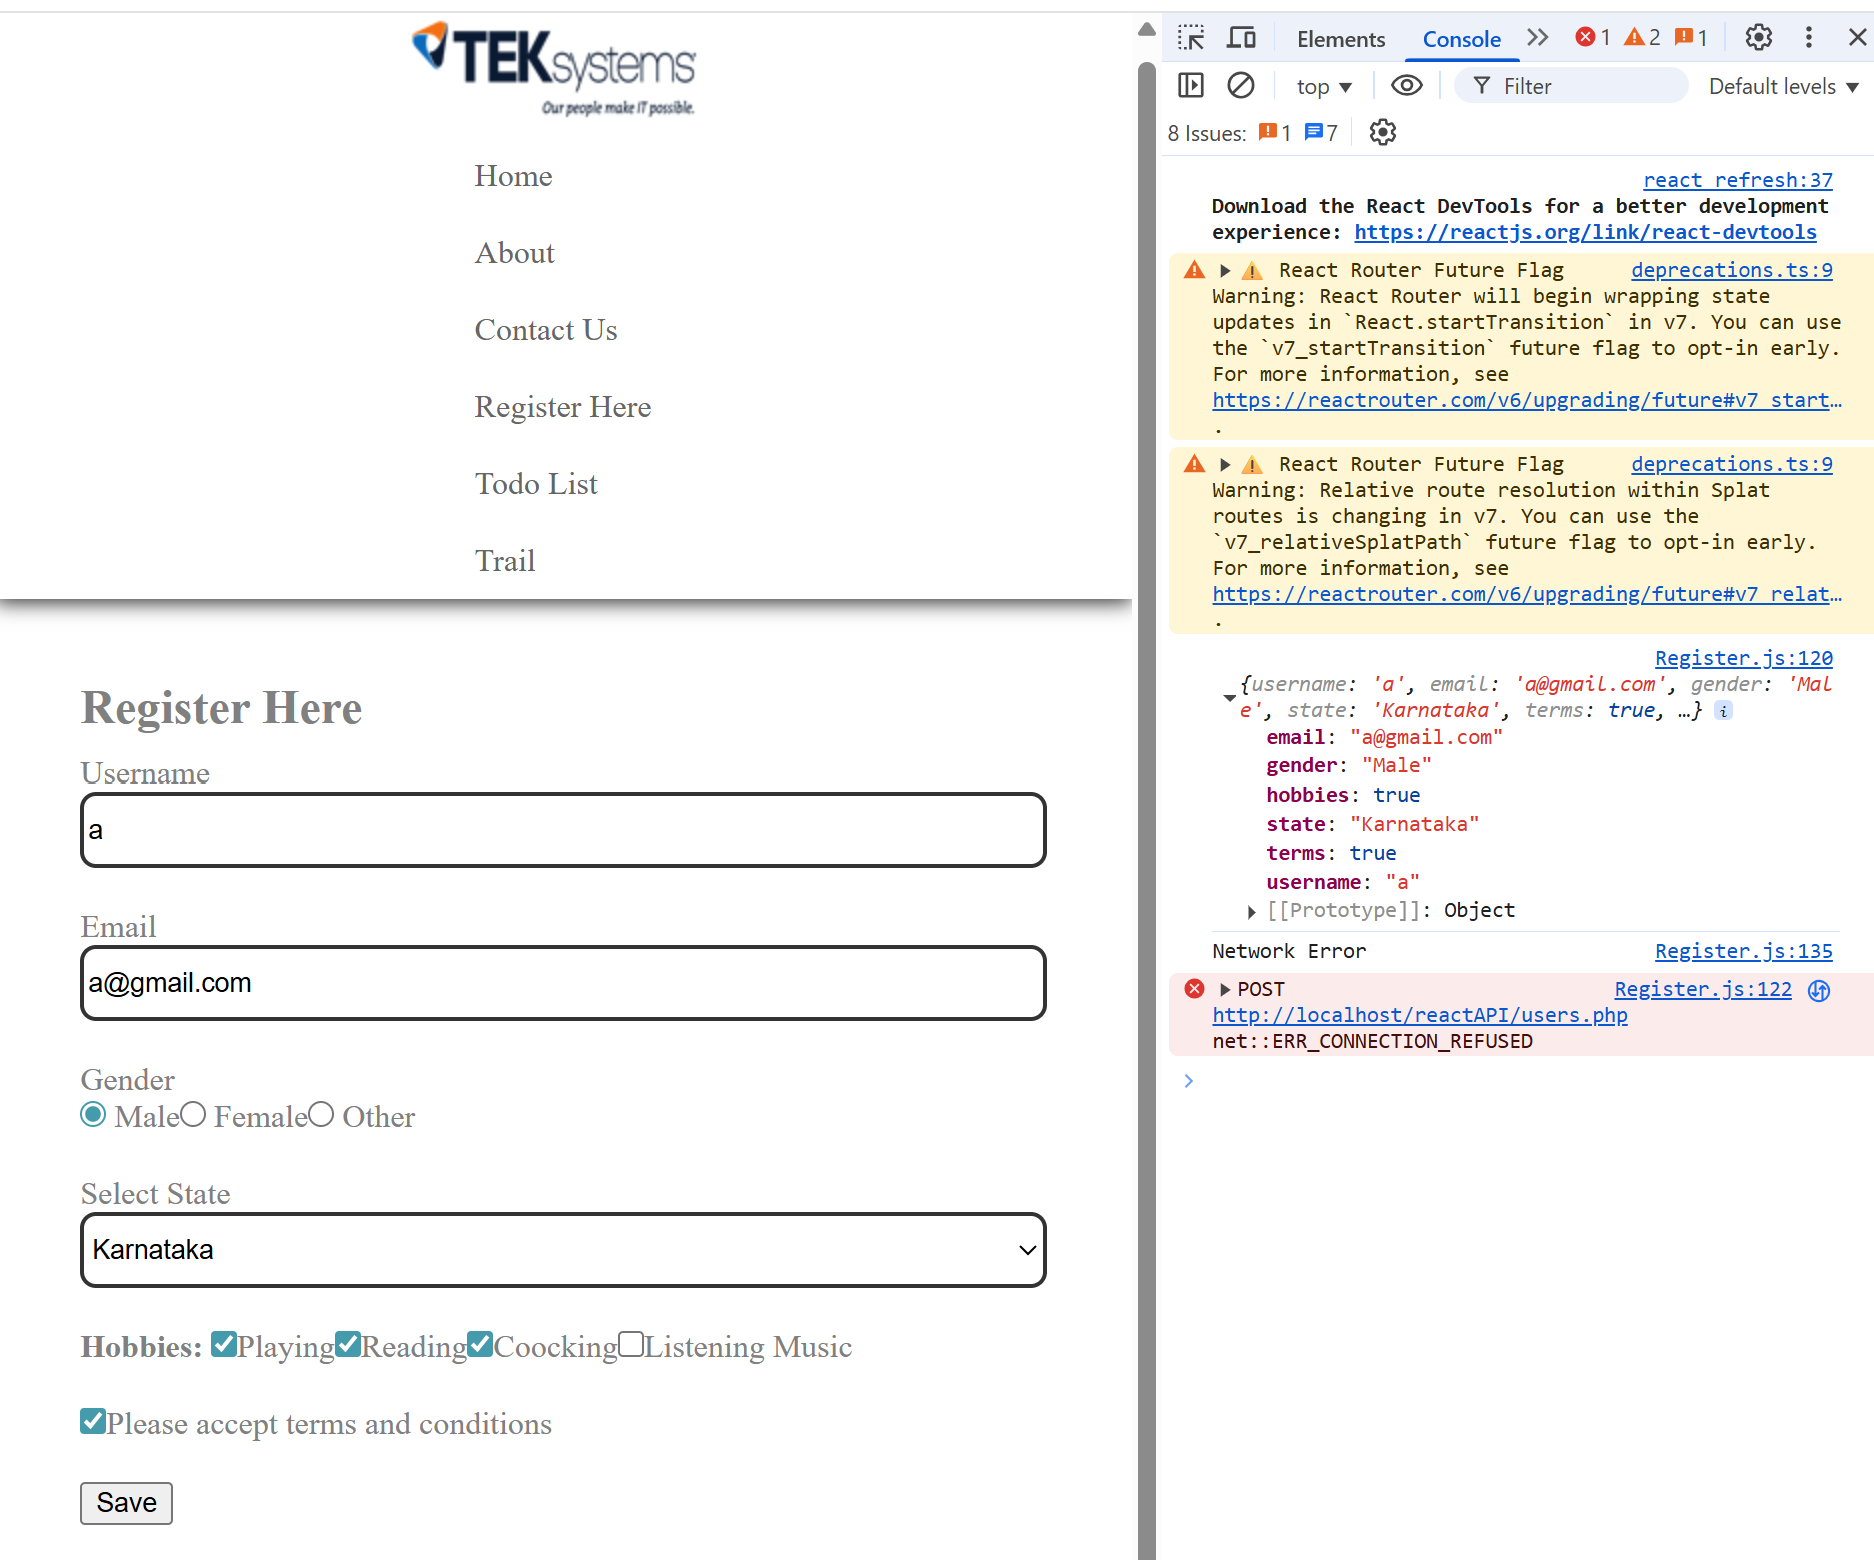 TEKsystems
Our people make IT possible.
Home
About
Contact Us
Register Here
Todo List
Trail
Register Here
Username
a
Email
a@gmail.com
Gender
Male Female Other
Select State
Karnataka
Hobbies: Playing Reading Coocking Listening Music
Please accept terms and conditions
Save
Elements Console 1 2 1
top Filter Default levels
8 Issues: 1 7
react refresh:37
Download the React DevTools for a better development
experience: https://reactjs.org/link/react-devtools
React Router Future Flag deprecations.ts:9
Warning: React Router will begin wrapping state
updates in `React.startTransition` in v7. You can use
the `v7_startTransition` future flag to opt-in early.
For more information, see
https://reactrouter.com/v6/upgrading/future#v7_start…
.
React Router Future Flag deprecations.ts:9
Warning: Relative route resolution within Splat
routes is changing in v7. You can use the
`v7_relativeSplatPath` future flag to opt-in early.
For more information, see
https://reactrouter.com/v6/upgrading/future#v7_relat…
.
Register.js:120
{username: 'a', email: 'a@gmail.com', gender: 'Mal
e', state: 'Karnataka', terms: true, …} i
email: "a@gmail.com"
gender: "Male"
hobbies: true
state: "Karnataka"
terms: true
username: "a"
[[Prototype]]: Object
Network Error Register.js:135
POST Register.js:122
http://localhost/reactAPI/users.php
net::ERR_CONNECTION_REFUSED